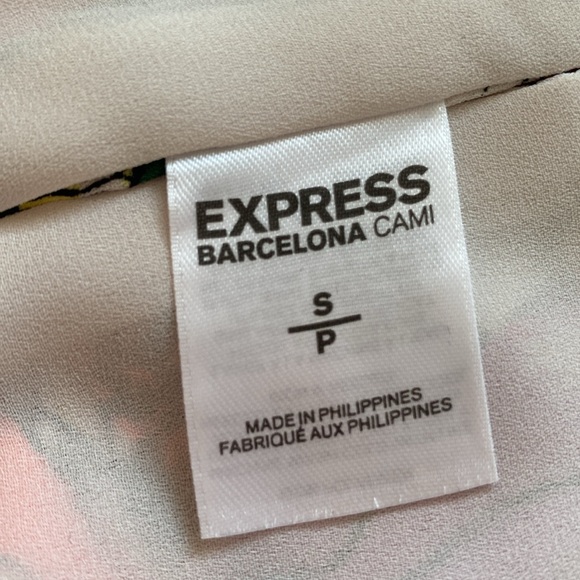 EXPRESS
BARCELONA CAMI
S
P
MADE IN PHILIPPINES
FABRIQUÉ AUX PHILIPPINES